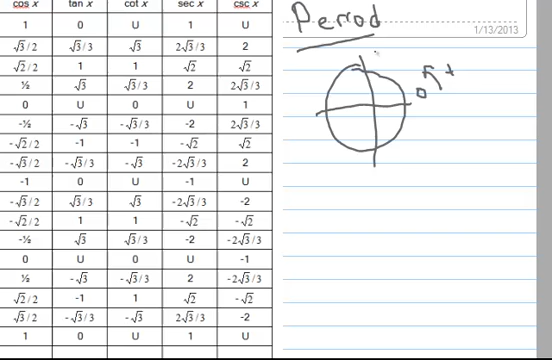 cos x tan x cot x sec x csc x
1 0 U 1 U
√3/2 √3/3 √3 2√3/3 2
√2/2 1 1 √2 √2
½ √3 √3/3 2 2√3/3
0 U 0 U 1
-½ -√3 -√3/3 -2 2√3/3
-√2/2 -1 -1 -√2 √2
-√3/2 -√3/3 -√3 -2√3/3 2
-1 0 U -1 U
-√3/2 √3/3 √3 -2√3/3 -2
-√2/2 1 1 -√2 -√2
-½ √3 √3/3 -2 -2√3/3
0 U 0 U -1
½ -√3 -√3/3 2 -2√3/3
√2/2 -1 1 √2 -√2
√3/2 -√3/3 -√3 2√3/3 -2
1 0 U 1 U
Period
1/13/2013